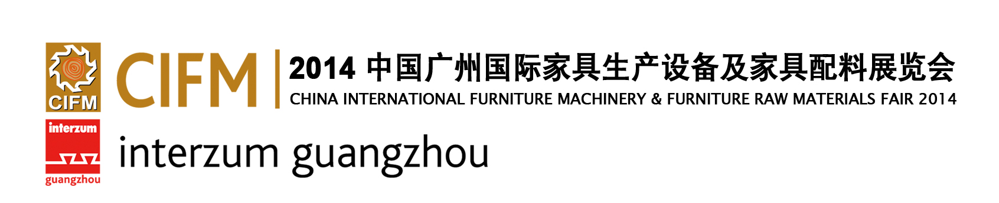 CIFM
CIFM
2014 中国广州国际家具生产设备及家具配料展览会
CHINA INTERNATIONAL FURNITURE MACHINERY & FURNITURE RAW MATERIALS FAIR 2014
interzum
guangzhou
interzum guangzhou